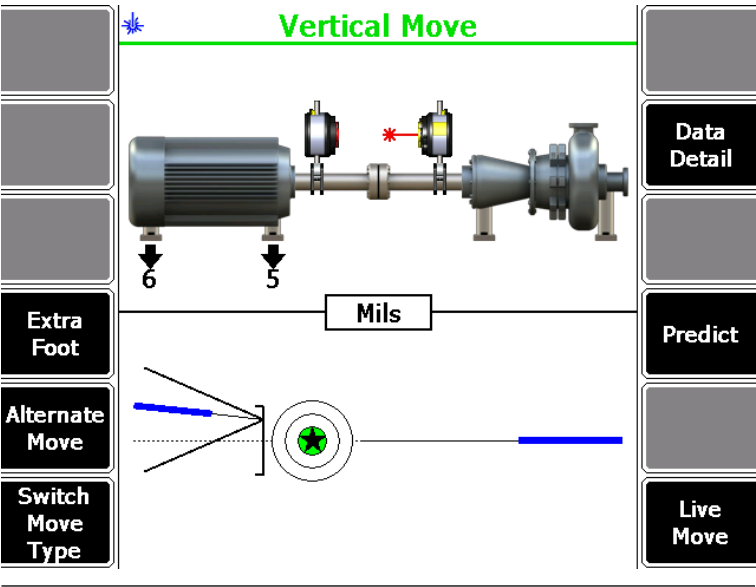 Vertical Move
Data
Detail
6
5
Mils
Extra
Foot
Predict
Alternate
Move
Switch
Move
Type
Live
Move